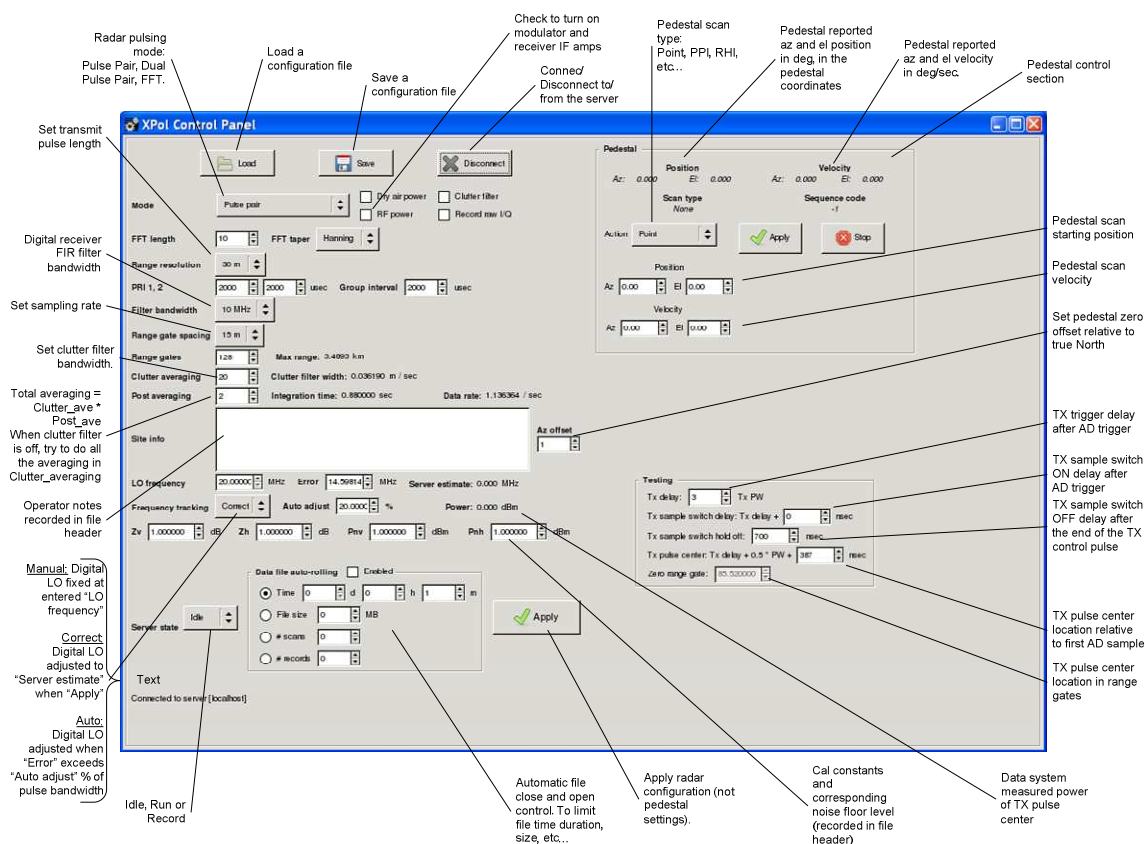 Radar pulsing
mode:
Pulse Pair, Dual
Pulse Pair, FFT.
Load a
configuration file
Save a
configuration file
Check to turn on
modulator and
receiver IF amps
Connec/
Disconnect to/
from the server
Pedestal scan
type:
Point, PPI, RHI,
etc...
Pedestal reported
az and el position
in deg, in the
pedestal
coordinates
Pedestal reported
az and el velocity
in deg/sec.
Pedestal control
section
Set transmit
pulse length
Digital receiver
FIR filter
bandwidth
Set sampling rate
Set clutter filter
bandwidth.
Total averaging =
Clutter_ave *
Post_ave
When clutter filter
is off, try to do all
the averaging in
Clutter_averaging
Operator notes
recorded in file
header
Manual: Digital
LO fixed at
entered “LO
frequency”
Correct:
Digital LO
adjusted to
“Server estimate”
when “Apply”
Auto:
Digital LO
adjusted when
“Error” exceeds
“Auto adjust” % of
pulse bandwidth
XPol Control Panel
Load Save Disconnect
Mode Pulse pair Dry air power Clutter filter
RF power Record raw I/Q
FFT length 10 FFT taper Hanning
Range resolution 30 m
PRI 1, 2 2000 2000 usec Group interval 2000 usec
Filter bandwidth 10 MHz
Range gate spacing 15 m
Range gates 128 Max range. 3.4693 km
Clutter averaging 20 Clutter filter width: 0.036190 m / sec
Post averaging 2 Integration time: 0.880000 sec Data rate: 1.136364 / sec
Site info
Az offset
1
LO frequency 20.0000 MHz Error 14.59814 MHz Server estimate: 0.000 MHz
Frequency tracking Correct Auto adjust 20.000 % Power: 0.000 dBm
Zv 1.000000 dB Zh 1.000000 dB Pnv 1.000000 dBm Pnh 1.000000 dBm
Data file auto-rolling Enabled
Time 0 d 0 h 1 m
File size 0 MB
# scans 0
# records 0
Server state Idle
Apply
Text
Connected to server [localhost]
Pedestal
Position Velocity
Az: 0.000 El: 0.000 Az: 0.000 El: 0.000
Scan type Sequence code
None -1
Action Point Apply Stop
Position
Az 0.00 El 0.00
Velocity
Az 0.00 El 0.00
Testing
Tx delay: 3 Tx PW
Tx sample switch delay: Tx delay + 0 nsec
Tx sample switch hold off: 700 nsec
Tx pulse center: Tx delay + 0.5 * PW + 387 nsec
Zero range gate: 85.520000
Pedestal scan
starting position
Pedestal scan
velocity
Set pedestal zero
offset relative to
true North
TX trigger delay
after AD trigger
TX sample switch
ON delay after
AD trigger
TX sample switch
OFF delay after
the end of the TX
control pulse
TX pulse center
location relative
to first AD sample
TX pulse center
location in range
gates
Idle, Run or
Record
Automatic file
close and open
control. To limit
file time duration,
size, etc...
Apply radar
configuration (not
pedestal
settings).
Cal constants
and
corresponding
noise floor level
(recorded in file
header)
Data system
measured power
of TX pulse
center